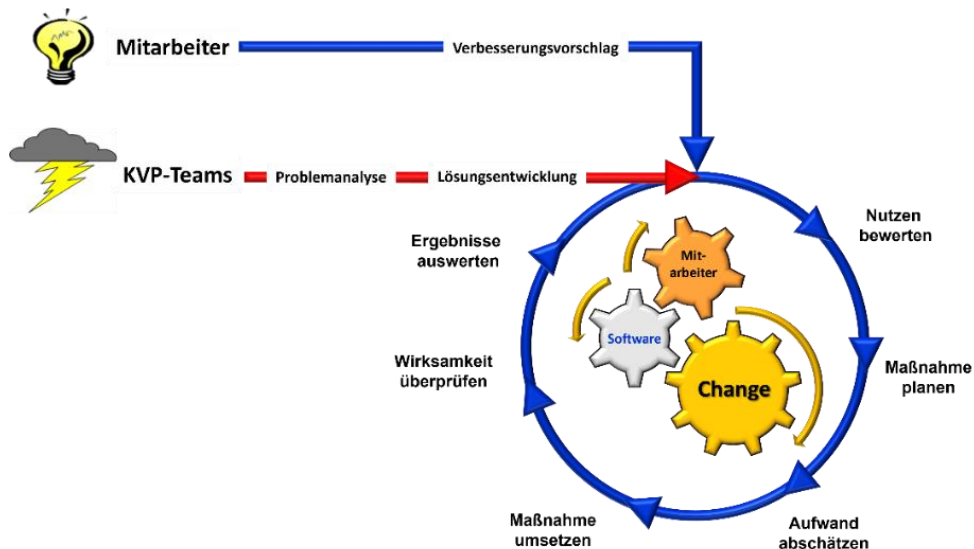 Mitarbeiter
Verbesserungsvorschlag
KVP-Teams
Problemanalyse
Lösungsentwicklung
Nutzen
bewerten
Maßnahme
planen
Aufwand
abschätzen
Maßnahme
umsetzen
Wirksamkeit
überprüfen
Ergebnisse
auswerten
Mit-
arbeiter
Software
Change